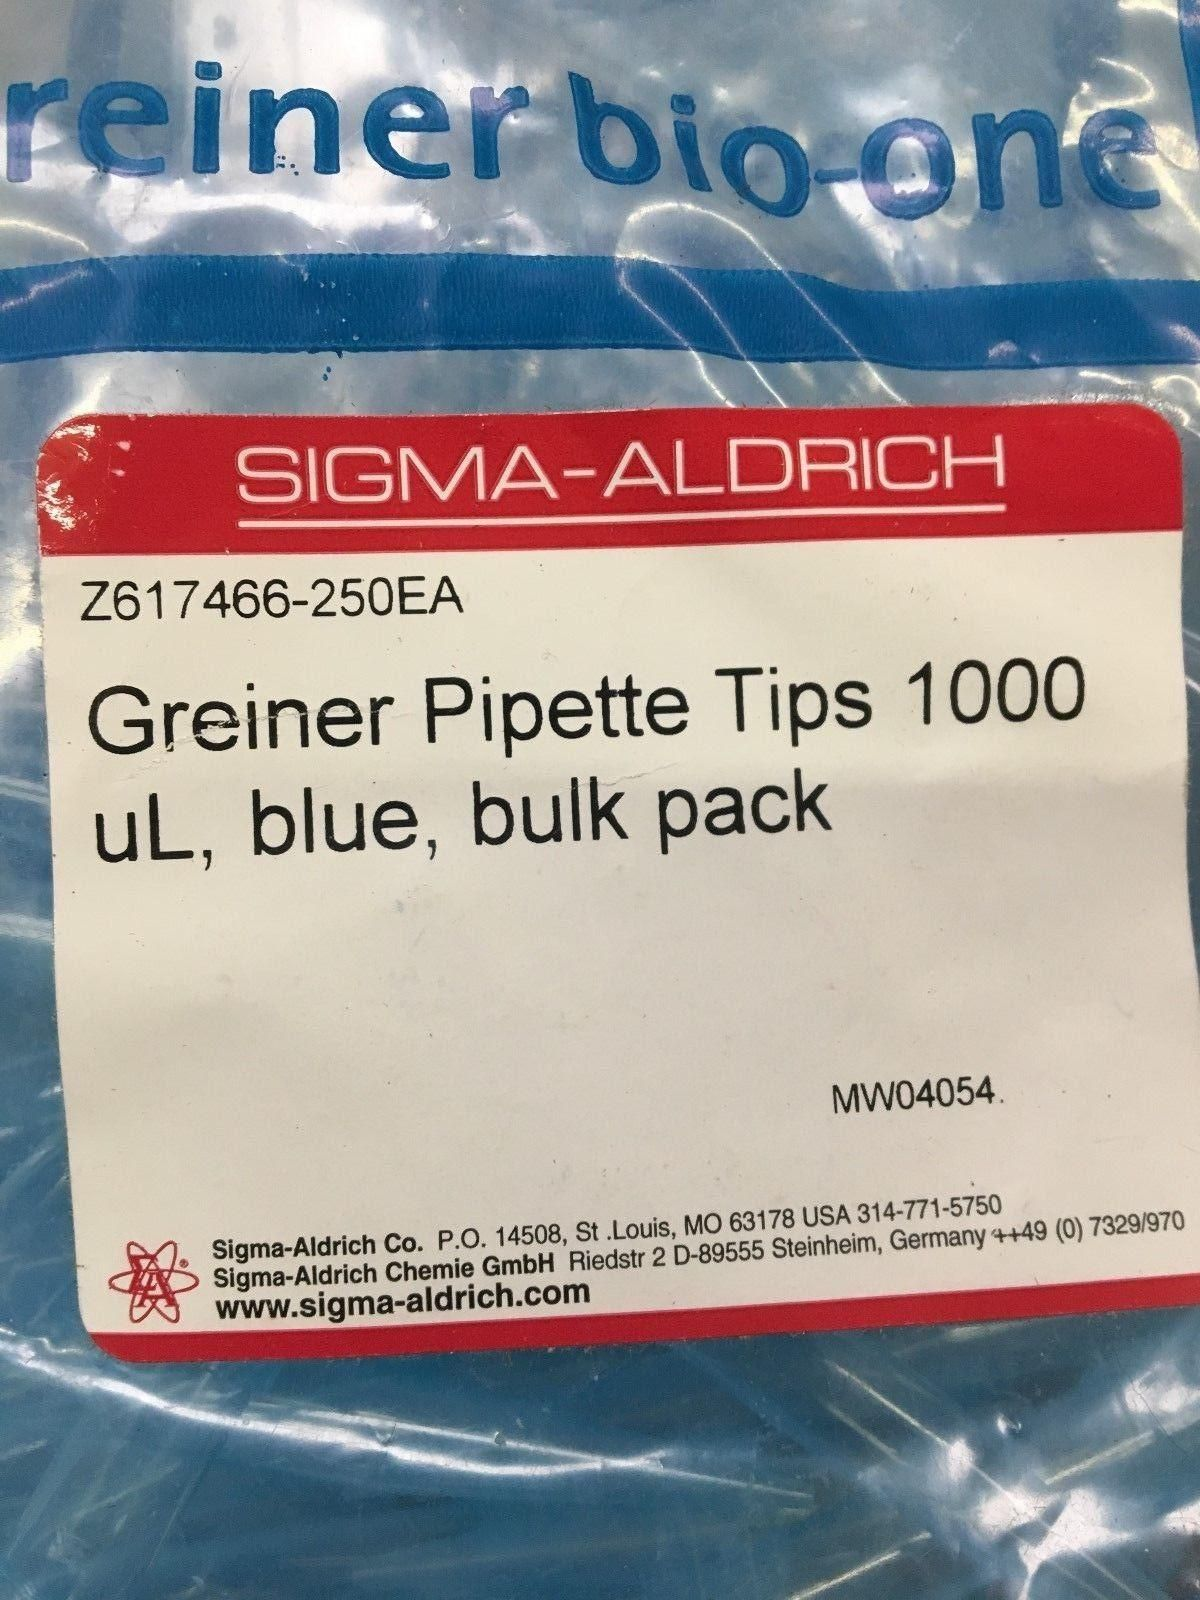 reiner bio-one
SIGMA-ALDRICH
Z617466-250EA
Greiner Pipette Tips 1000
uL, blue, bulk pack
MW04054.
Sigma-Aldrich Co. P.O. 14508, St .Louis, MO 63178 USA 314-771-5750
Sigma-Aldrich Chemie GmbH Riedstr 2 D-89555 Steinheim, Germany ++49 (0) 7329/970
www.sigma-aldrich.com